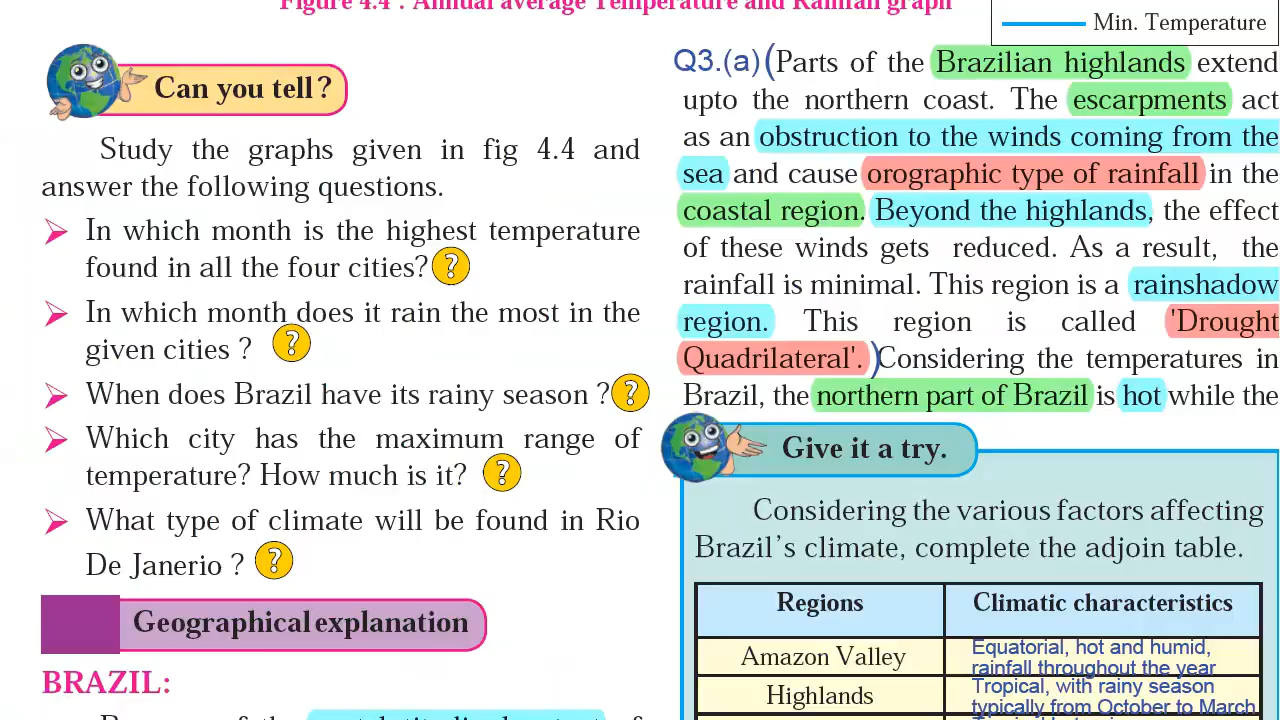 Figure 4.4 : Annual average Temperature and Rainfall graph
Min. Temperature
Can you tell ?
Study the graphs given in fig 4.4 and
answer the following questions.
In which month is the highest temperature
found in all the four cities? ?
In which month does it rain the most in the
given cities ? ?
When does Brazil have its rainy season ? ?
Which city has the maximum range of
temperature? How much is it? ?
What type of climate will be found in Rio
De Janerio ? ?
Geographical explanation
BRAZIL:
Q3.(a)(Parts of the Brazilian highlands extend
upto the northern coast. The escarpments act
as an obstruction to the winds coming from the
sea and cause orographic type of rainfall in the
coastal region. Beyond the highlands, the effect
of these winds gets reduced. As a result, the
rainfall is minimal. This region is a rainshadow
region. This region is called 'Drought
Quadrilateral'.)Considering the temperatures in
Brazil, the northern part of Brazil is hot while the
Give it a try.
Considering the various factors affecting
Brazil's climate, complete the adjoin table.
Regions Climatic characteristics
Amazon Valley Equatorial, hot and humid,
rainfall throughout the year
Highlands Tropical, with rainy season
typically from October to March